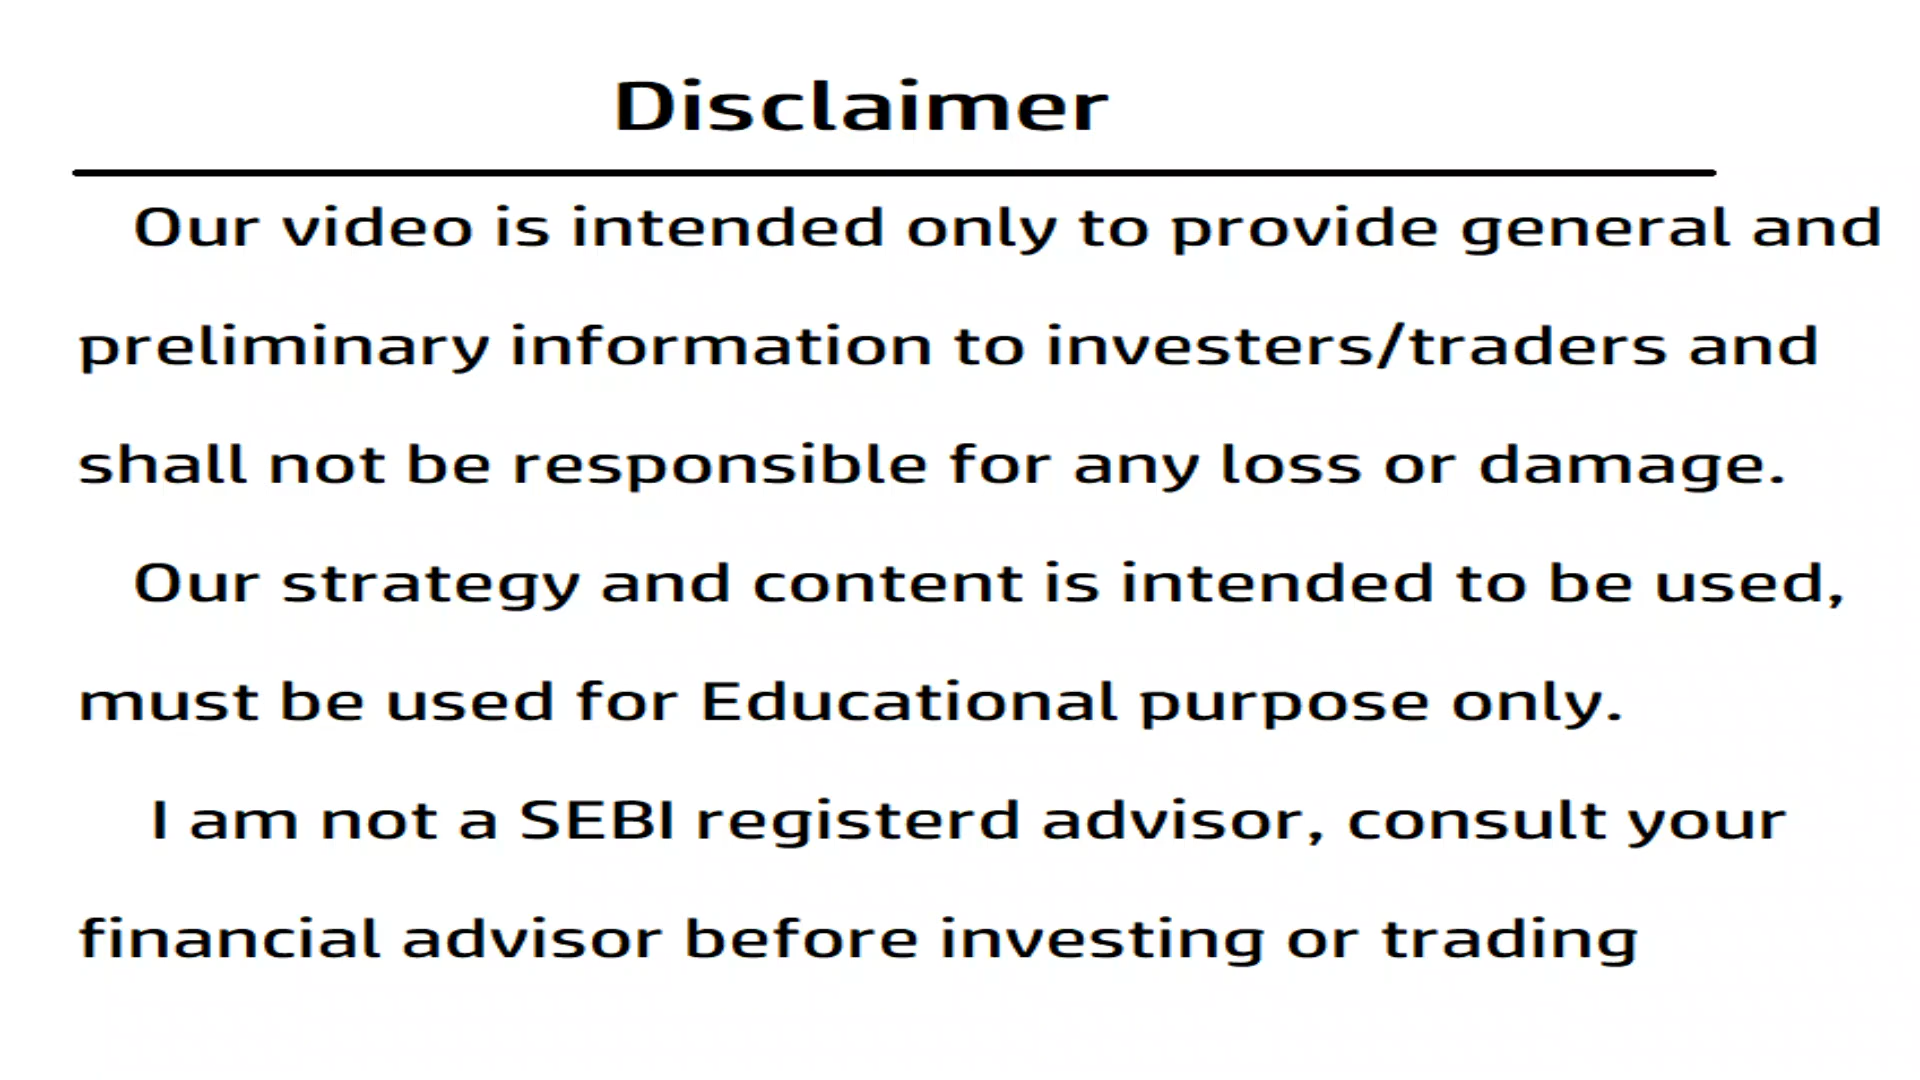 Disclaimer
Our video is intended only to provide general and
preliminary information to investers/traders and
shall not be responsible for any loss or damage.
Our strategy and content is intended to be used,
must be used for Educational purpose only.
I am not a SEBI registerd advisor, consult your
financial advisor before investing or trading